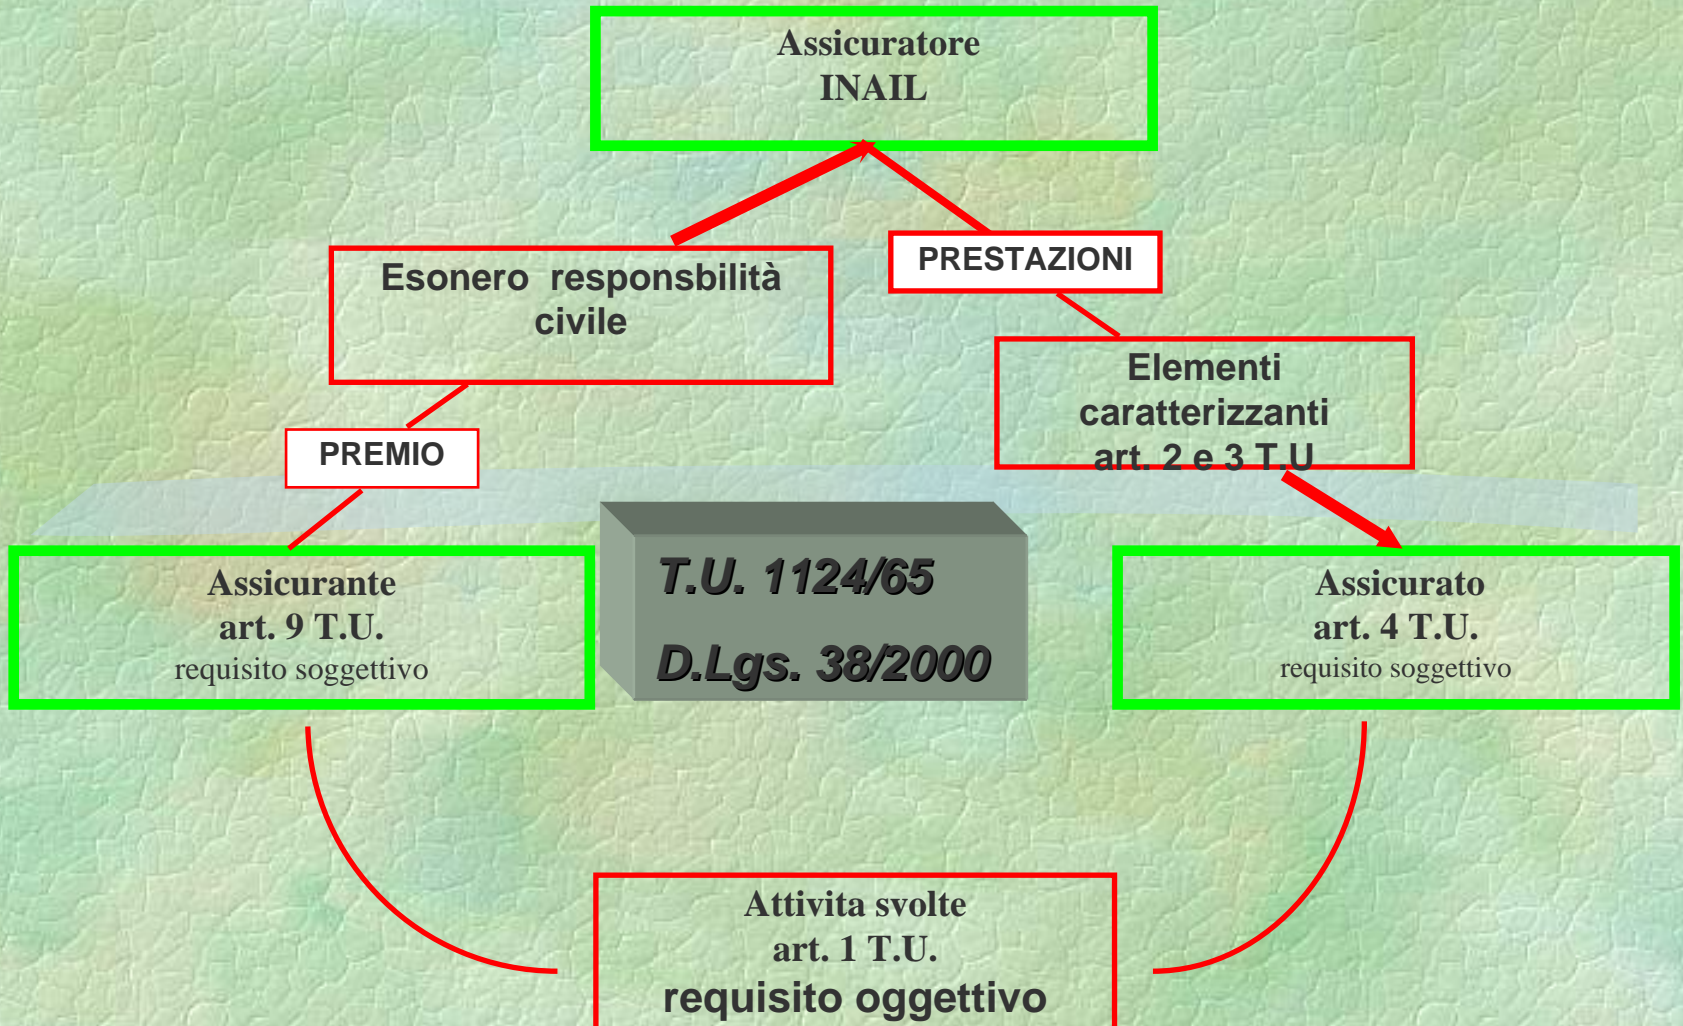 Assicuratore
INAIL
Esonero responsbilità
civile
PRESTAZIONI
Elementi
caratterizzanti
art. 2 e 3 T.U
PREMIO
Assicurante
art. 9 T.U.
requisito soggettivo
T.U. 1124/65
D.Lgs. 38/2000
Assicurato
art. 4 T.U.
requisito soggettivo
Attivita svolte
art. 1 T.U.
requisito oggettivo